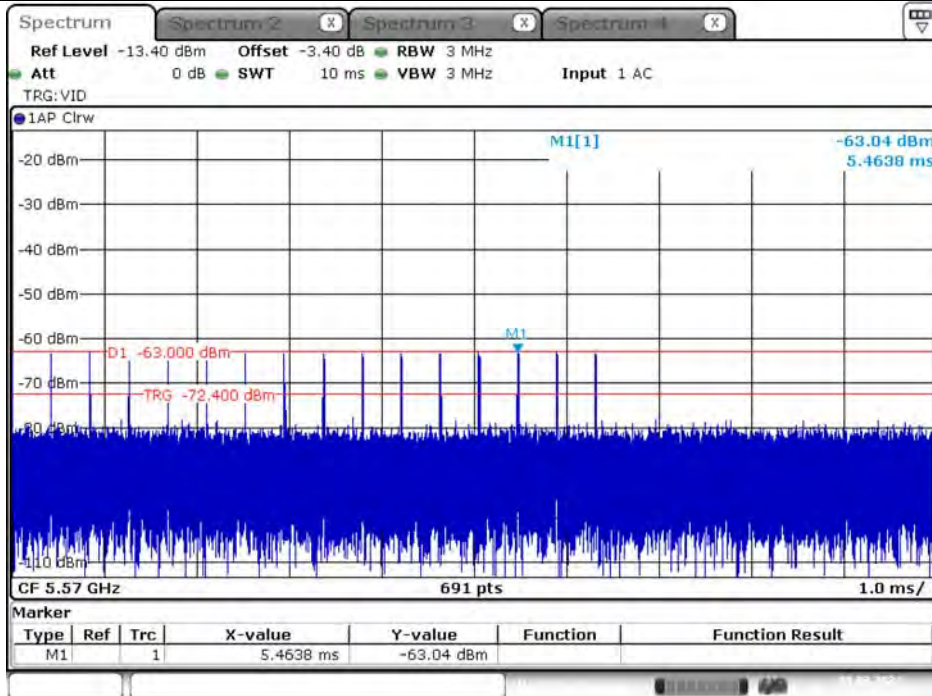 Spectrum Spectrum 2 X Spectrum 3 X Spectrum 4 X
Ref Level -13.40 dBm Offset -3.40 dB RBW 3 MHz
Att 0 dB SWT 10 ms VBW 3 MHz Input 1 AC
TRG:VID
1AP Clrw
M1[1] -63.04 dBm
5.4638 ms
-20 dBm
-30 dBm
-40 dBm
-50 dBm
-60 dBm
M1
D1 -63.000 dBm
-70 dBm
TRG -72.400 dBm
-80 dBm
-110 dBm
CF 5.57 GHz 691 pts 1.0 ms/
Marker
Type Ref Trc X-value Y-value Function Function Result
M1 1 5.4638 ms -63.04 dBm